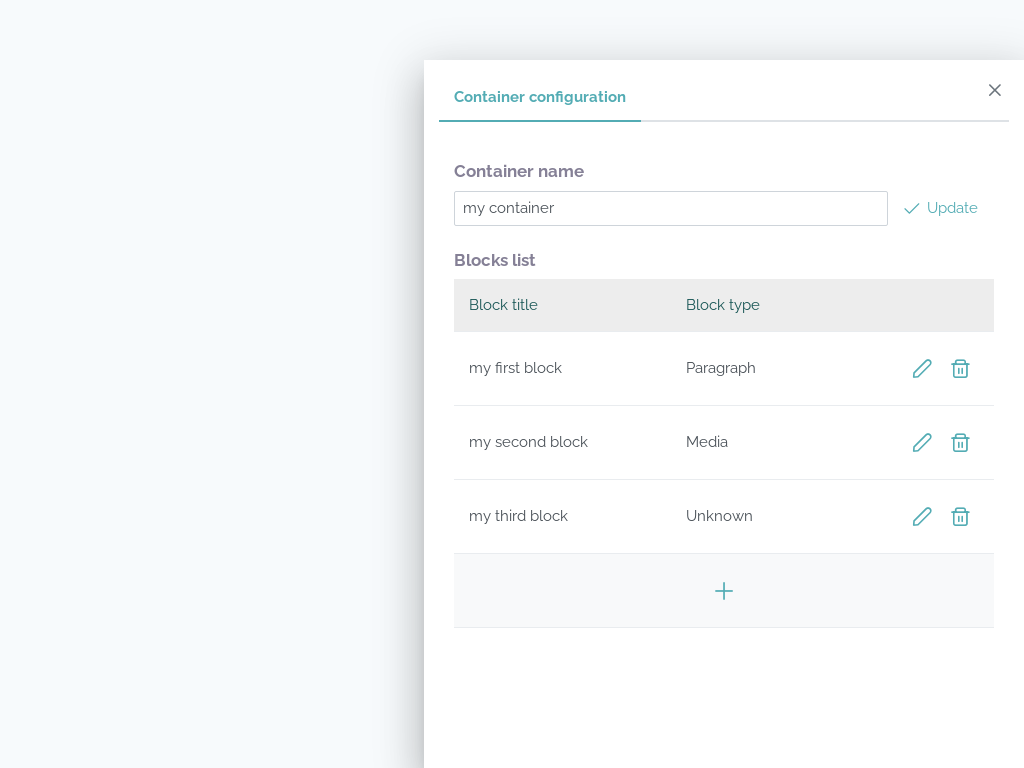 Container configuration
Container name
my container
Update
Blocks list
Block title Block type
my first block Paragraph
my second block Media
my third block Unknown